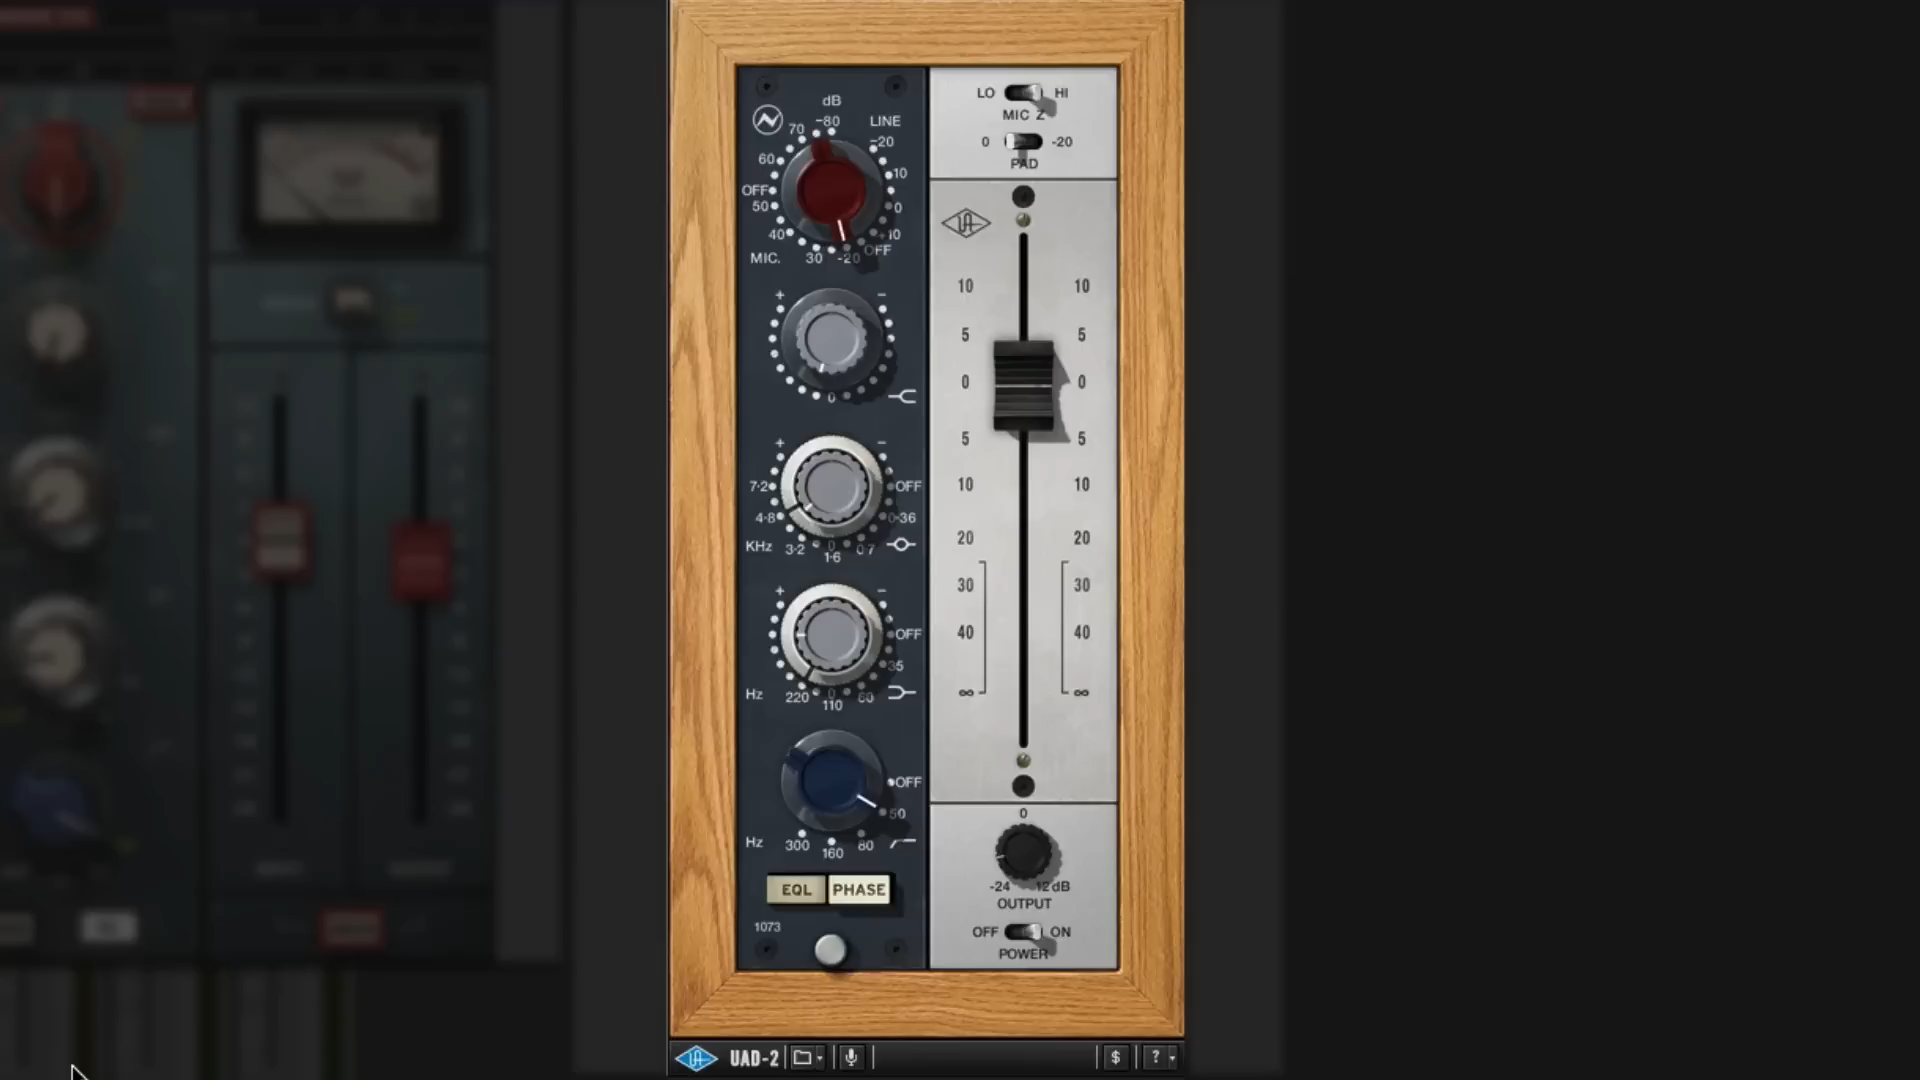 dB
70 -80 LINE
-20
60 10
OFF
50 0
40 +10
OFF
MIC. 30 -20
+ -
0
+ -
7·2 OFF
4·8 0·36
KHz 3·2 0 0·7
1·6
+ -
OFF
35
Hz 220 0 60
110
OFF
50
Hz 300 160 80
EQL PHASE
1073
LO HI
MIC Z
0 -20
PAD
UA
10 10
5 5
0 0
5 5
10 10
20 20
30 30
40 40
∞ ∞
0
-24 12dB
OUTPUT
OFF ON
POWER
UA UAD-2 $ ?